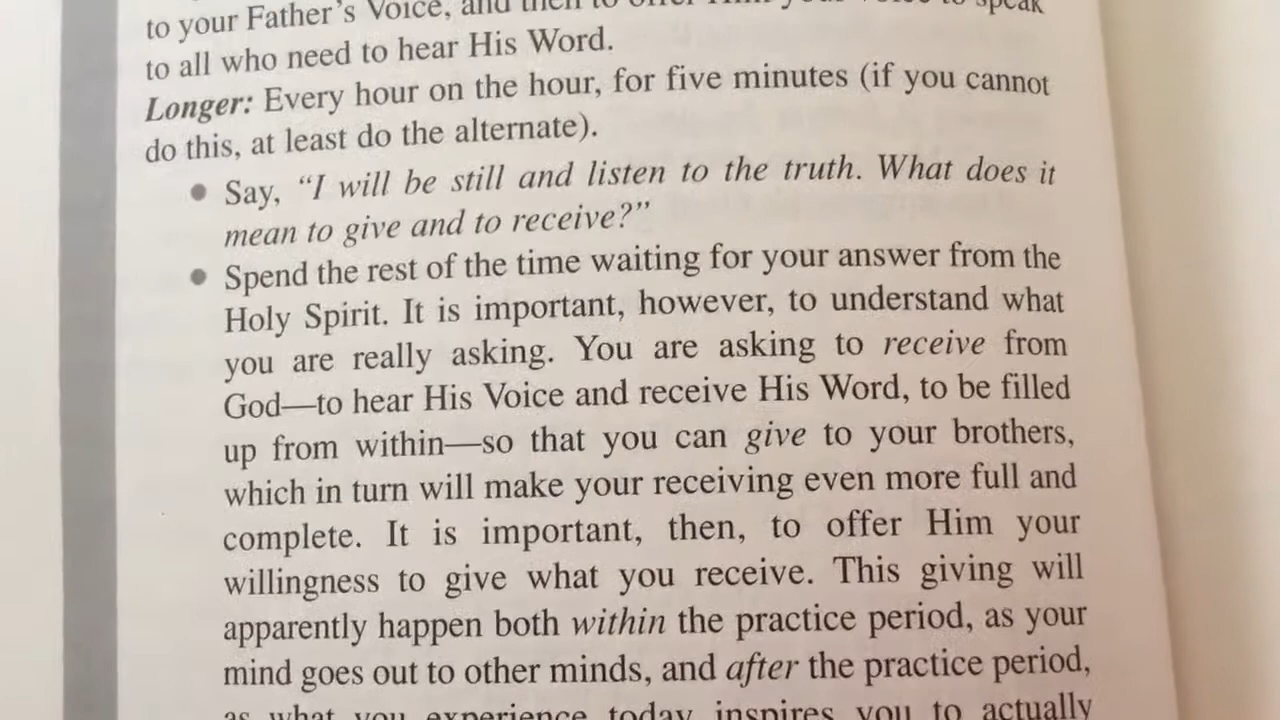 to your Father's Voice, and then to offer Him your voice to speak
to all who need to hear His Word.
Longer: Every hour on the hour, for five minutes (if you cannot
do this, at least do the alternate).
• Say, “I will be still and listen to the truth. What does it
mean to give and to receive?”
• Spend the rest of the time waiting for your answer from the
Holy Spirit. It is important, however, to understand what
you are really asking. You are asking to receive from
God—to hear His Voice and receive His Word, to be filled
up from within—so that you can give to your brothers,
which in turn will make your receiving even more full and
complete. It is important, then, to offer Him your
willingness to give what you receive. This giving will
apparently happen both within the practice period, as your
mind goes out to other minds, and after the practice period,
as what you experience today inspires you to actually